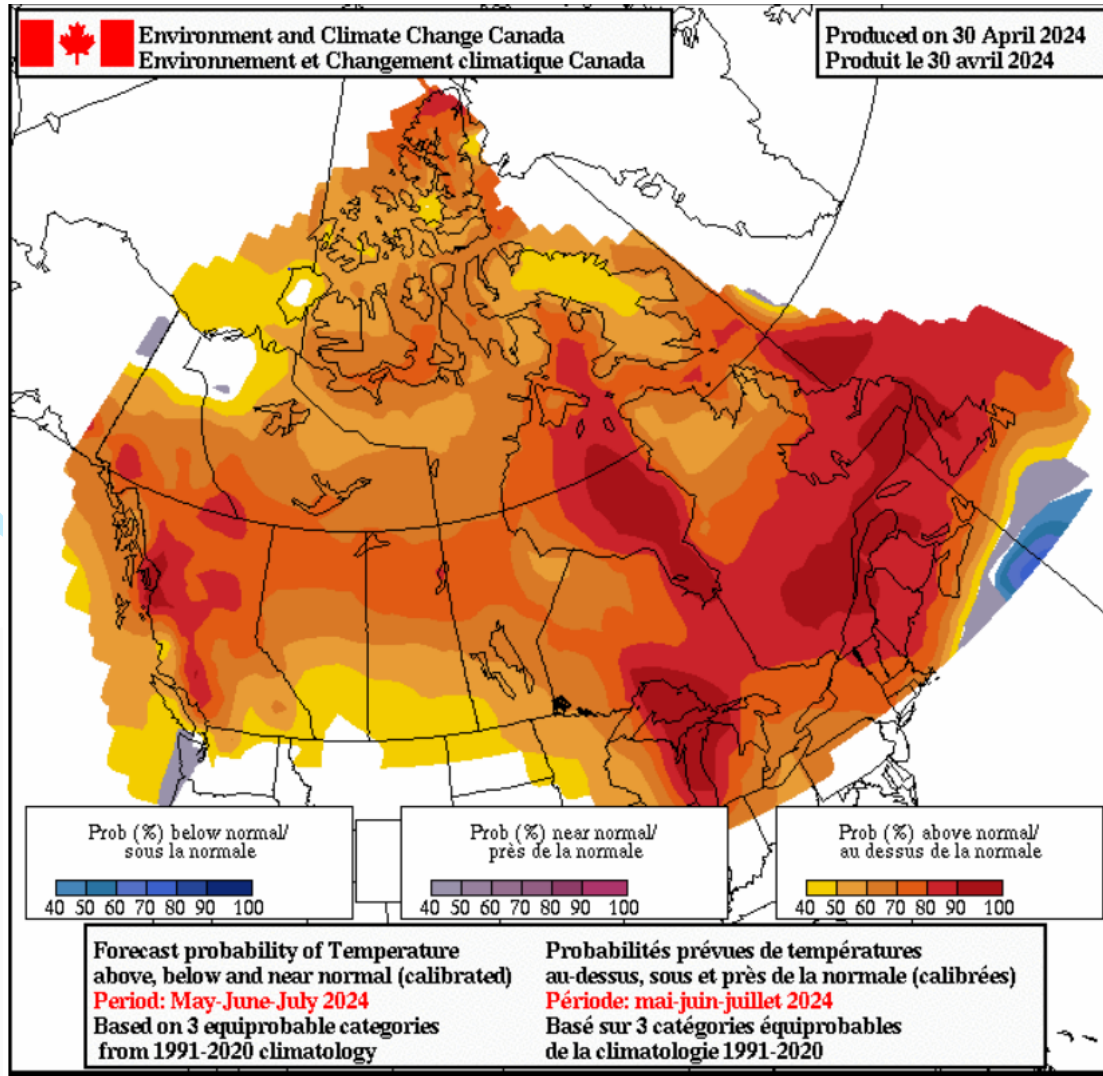 Environment and Climate Change Canada
Environnement et Changement climatique Canada
Produced on 30 April 2024
Produit le 30 avril 2024
Prob (%) below normal/
sous la normale
40 50 60 70 80 90 100
Prob (%) near normal/
près de la normale
40 50 60 70 80 90 100
Prob (%) above normal/
au dessus de la normale
40 50 60 70 80 90 100
Forecast probability of Temperature
above, below and near normal (calibrated)
Period: May-June-July 2024
Based on 3 equiprobable categories
from 1991-2020 climatology
Probabilités prévues de températures
au-dessus, sous et près de la normale (calibrées)
Période: mai-juin-juillet 2024
Basé sur 3 catégories équiprobables
de la climatologie 1991-2020